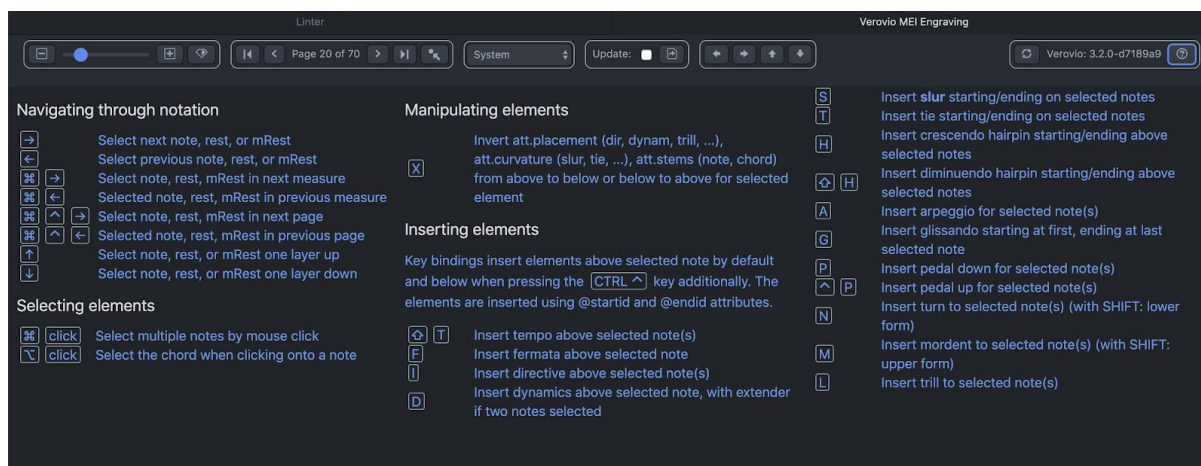 Linter
Verovio MEI Engraving
Page 20 of 70
System
Update:
Verovio: 3.2.0-d7189a9
Navigating through notation
→ Select next note, rest, or mRest
← Select previous note, rest, or mRest
⌘ → Select note, rest, mRest in next measure
⌘ ← Selected note, rest, mRest in previous measure
⌘ ^ → Select note, rest, mRest in next page
⌘ ^ ← Selected note, rest, mRest in previous page
↑ Select note, rest, or mRest one layer up
↓ Select note, rest, or mRest one layer down
Selecting elements
⌘ click Select multiple notes by mouse click
⌥ click Select the chord when clicking onto a note
Manipulating elements
Invert att.placement (dir, dynam, trill, ...),
X att.curvature (slur, tie, ...), att.stems (note, chord)
from above to below or below to above for selected
element
Inserting elements
Key bindings insert elements above selected note by default
and below when pressing the CTRL ^ key additionally. The
elements are inserted using @startid and @endid attributes.
⇧ T Insert tempo above selected note(s)
F Insert fermata above selected note
I Insert directive above selected note(s)
D Insert dynamics above selected note, with extender
if two notes selected
S Insert slur starting/ending on selected notes
T Insert tie starting/ending on selected notes
H Insert crescendo hairpin starting/ending above
selected notes
⇧ H Insert diminuendo hairpin starting/ending above
selected notes
A Insert arpeggio for selected note(s)
G Insert glissando starting at first, ending at last
selected note
P Insert pedal down for selected note(s)
^ P Insert pedal up for selected note(s)
N Insert turn to selected note(s) (with SHIFT: lower
form)
M Insert mordent to selected note(s) (with SHIFT:
upper form)
L Insert trill to selected note(s)